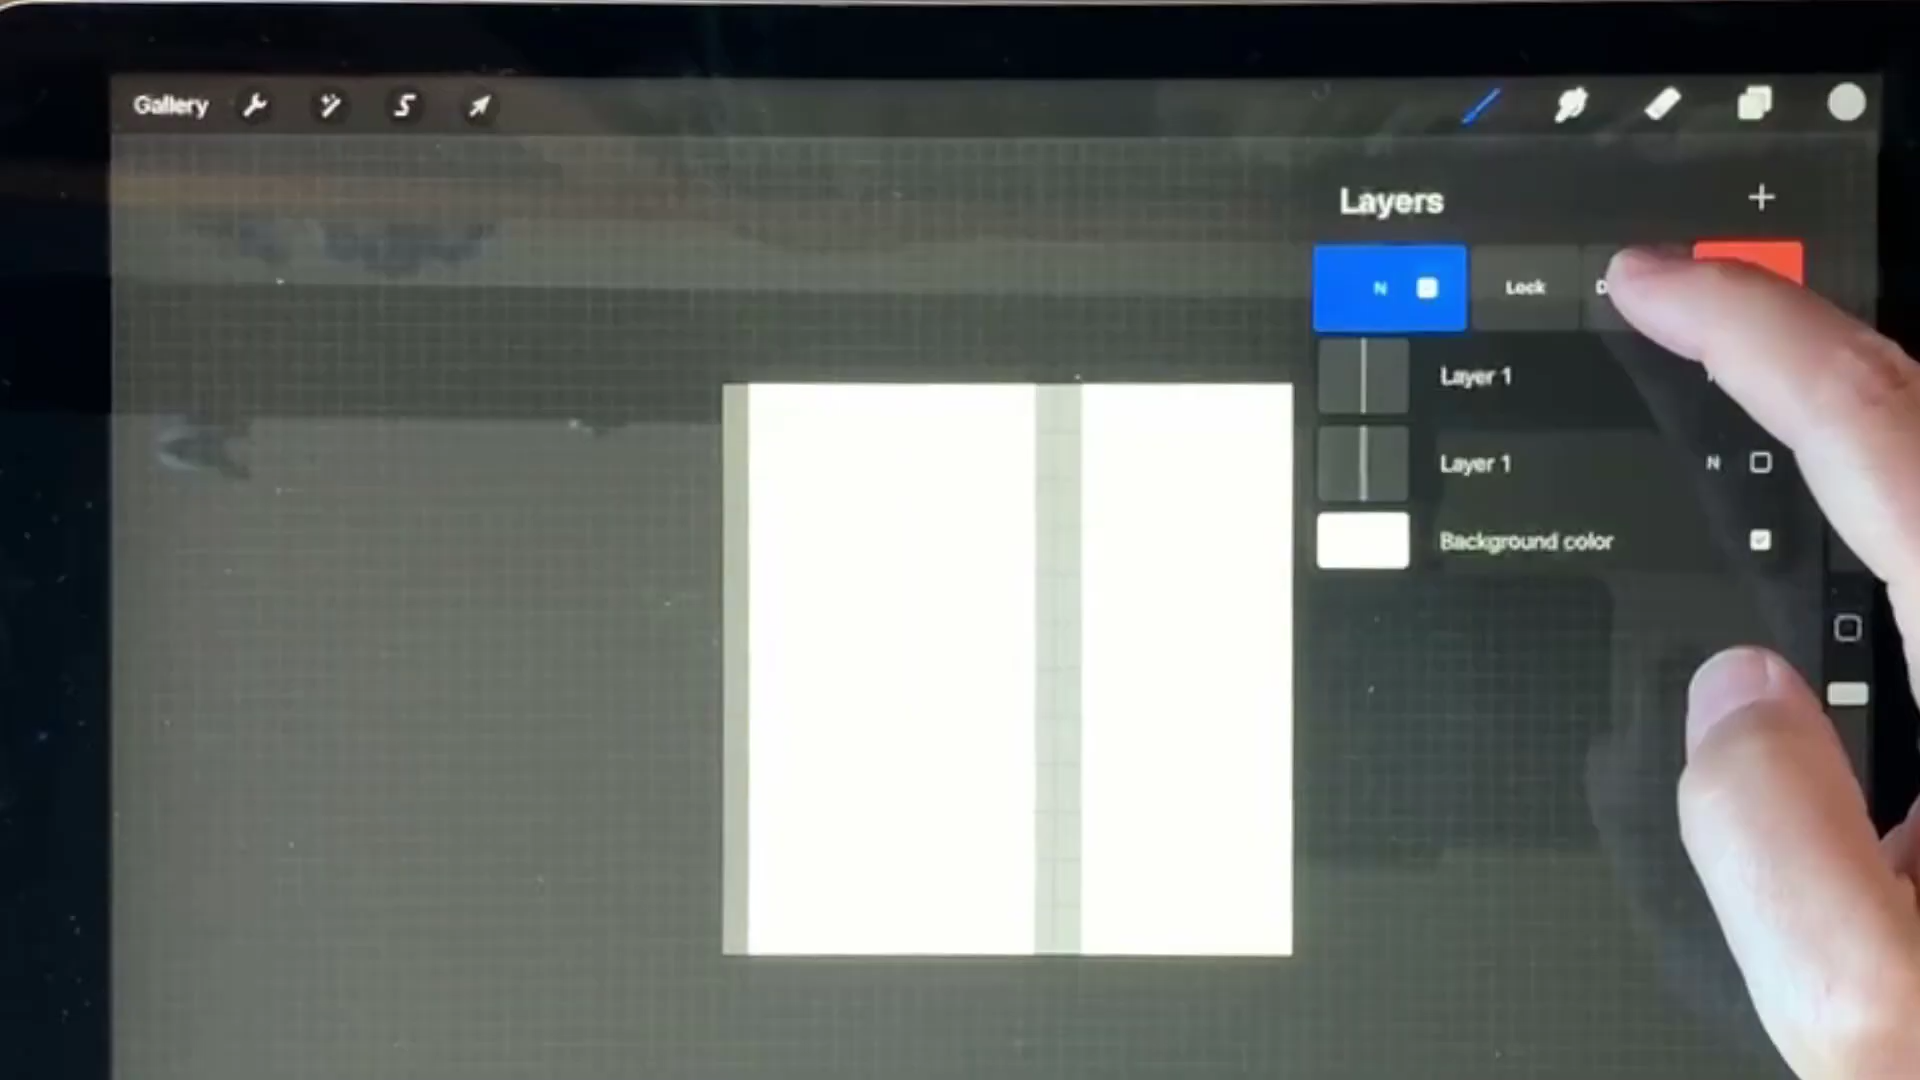 Gallery
Layers
N Lock
Layer 1
Layer 1 N
Background color